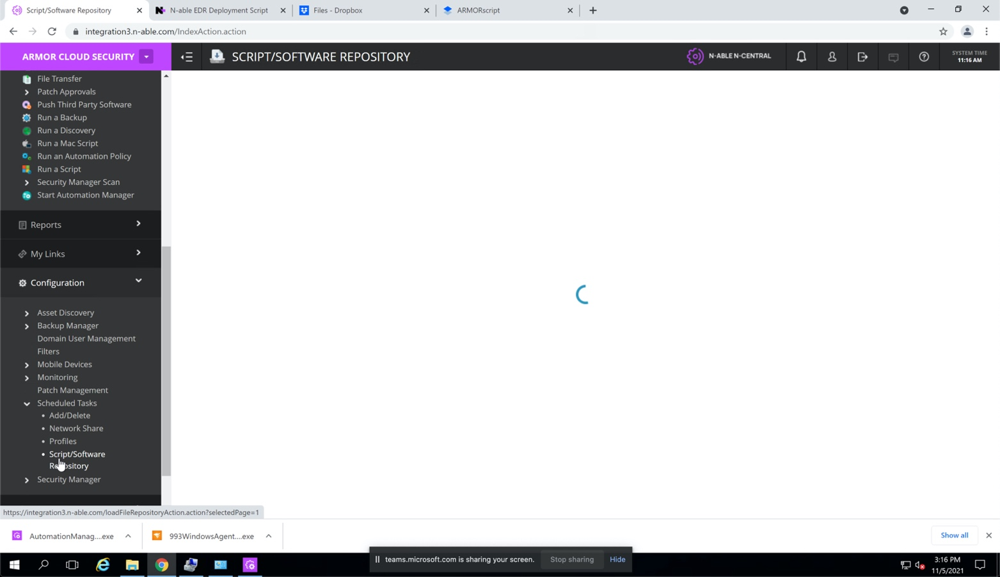 Script/Software Repository
N-able EDR Deployment Script
Files - Dropbox
ARMORscript
integration3.n-able.com/IndexAction.action
ARMOR CLOUD SECURITY
SCRIPT/SOFTWARE REPOSITORY
N-ABLE N-CENTRAL
SYSTEM TIME
11:16 AM
File Transfer
Patch Approvals
Push Third Party Software
Run a Backup
Run a Discovery
Run a Mac Script
Run an Automation Policy
Run a Script
Security Manager Scan
Start Automation Manager
Reports
My Links
Configuration
Asset Discovery
Backup Manager
Domain User Management
Filters
Mobile Devices
Monitoring
Patch Management
Scheduled Tasks
Add/Delete
Network Share
Profiles
Script/Software
Repository
Security Manager
https://integration3.n-able.com/loadFileRepositoryAction.action?selectedPage=1
AutomationManag....exe
993WindowsAgent....exe
Show all
teams.microsoft.com is sharing your screen.
Stop sharing
Hide
3:16 PM
11/5/2021